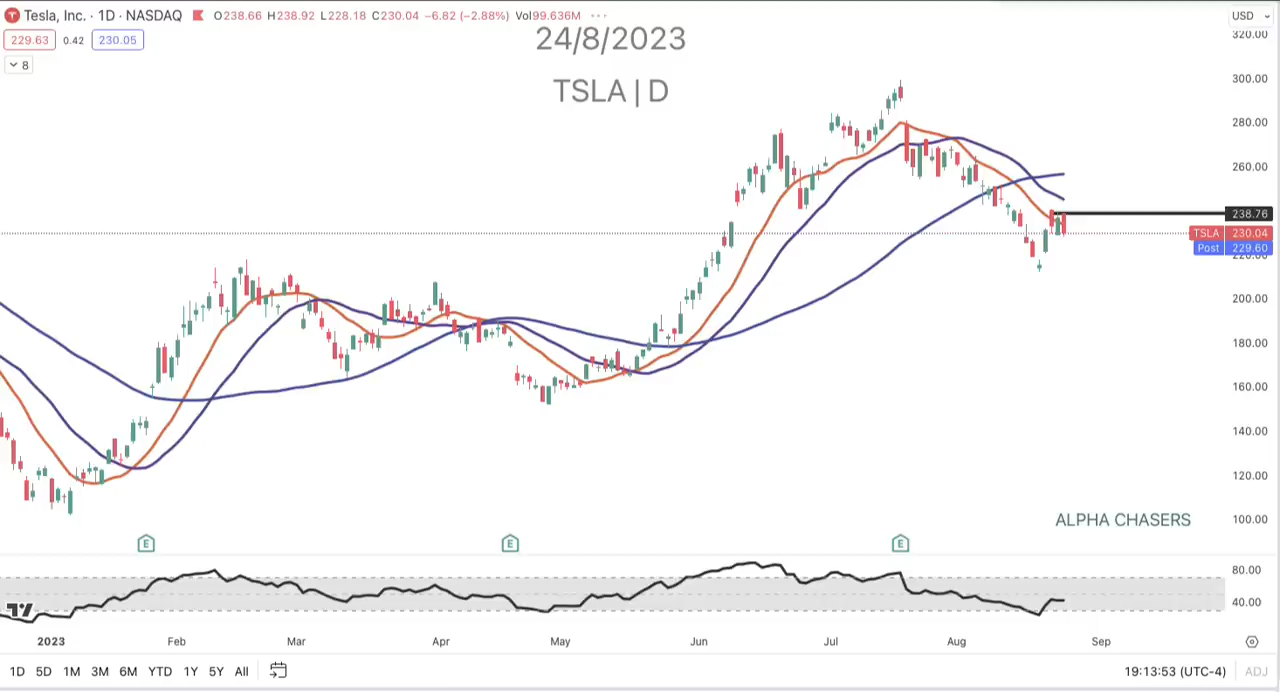 Tesla, Inc. · 1D · NASDAQ O238.66 H238.92 L228.18 C230.04 −6.82 (−2.88%) Vol99.636M ···
USD
229.63 0.42 230.05
8
24/8/2023
TSLA | D
320.00
300.00
280.00
260.00
238.76
TSLA 230.04
Post 229.60
220.00
200.00
180.00
160.00
140.00
120.00
100.00
ALPHA CHASERS
E E E
80.00
40.00
2023 Feb Mar Apr May Jun Jul Aug Sep
1D 5D 1M 3M 6M YTD 1Y 5Y All 19:13:53 (UTC-4) ADJ